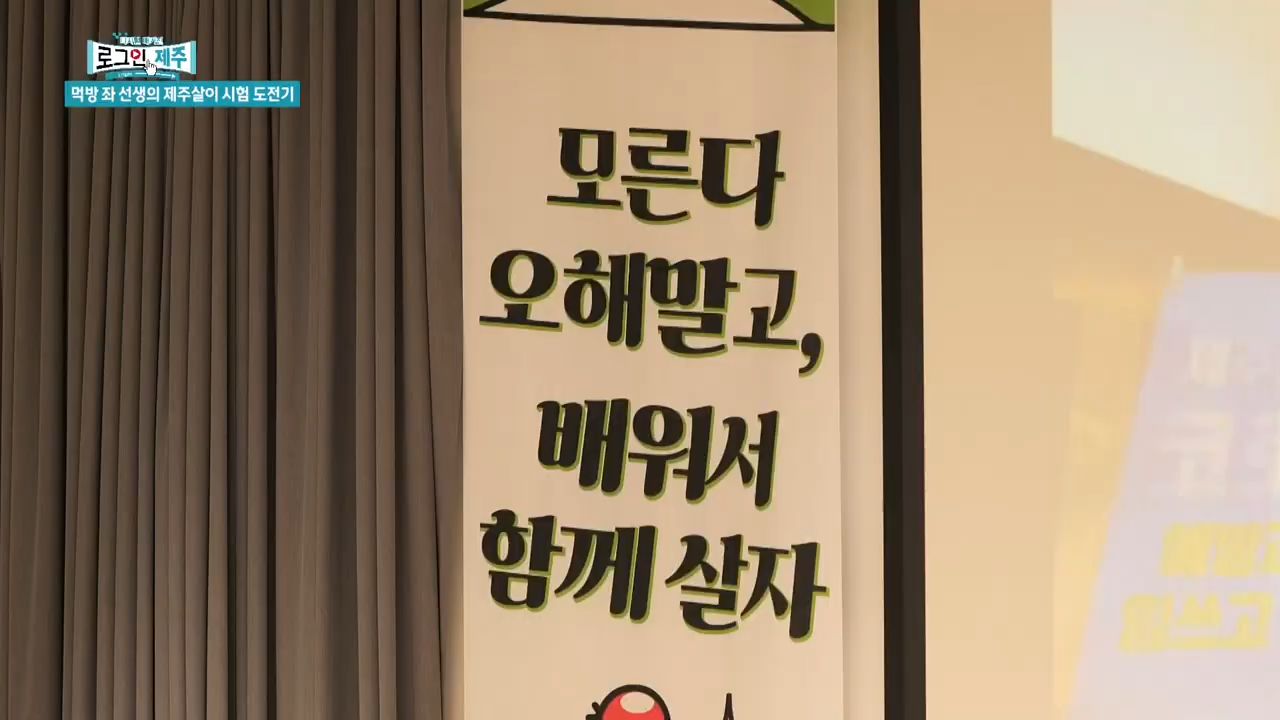 로그인 제주
먹방 좌 선생의 제주살이 시험 도전기
모른다
오해말고,
배워서
함께 살자